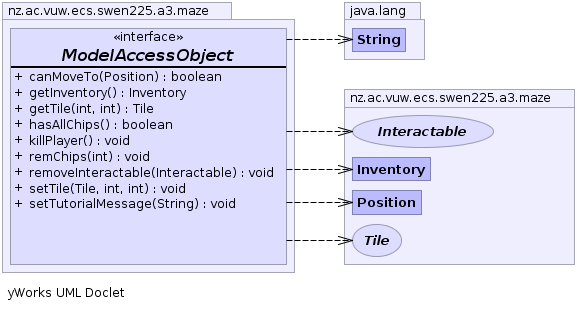 nz.ac.vuw.ecs.swen225.a3.maze
«interface»
ModelAccessObject
+ canMoveTo(Position) : boolean
+ getInventory() : Inventory
+ getTile(int, int) : Tile
+ hasAllChips() : boolean
+ killPlayer() : void
+ remChips(int) : void
+ removeInteractable(Interactable) : void
+ setTile(Tile, int, int) : void
+ setTutorialMessage(String) : void
java.lang
String
nz.ac.vuw.ecs.swen225.a3.maze
Interactable
Inventory
Position
Tile
yWorks UML Doclet